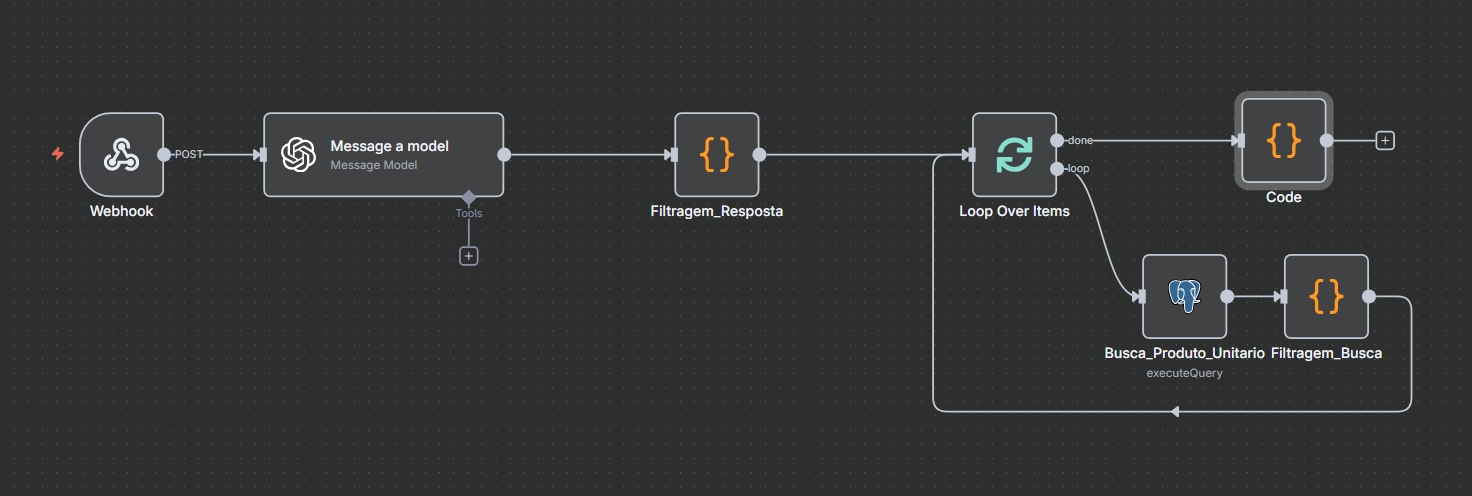 POST
Webhook
Message a model
Message Model
Tools
Filtragem_Resposta
Loop Over Items
done
loop
Code
Busca_Produto_Unitario
executeQuery
Filtragem_Busca